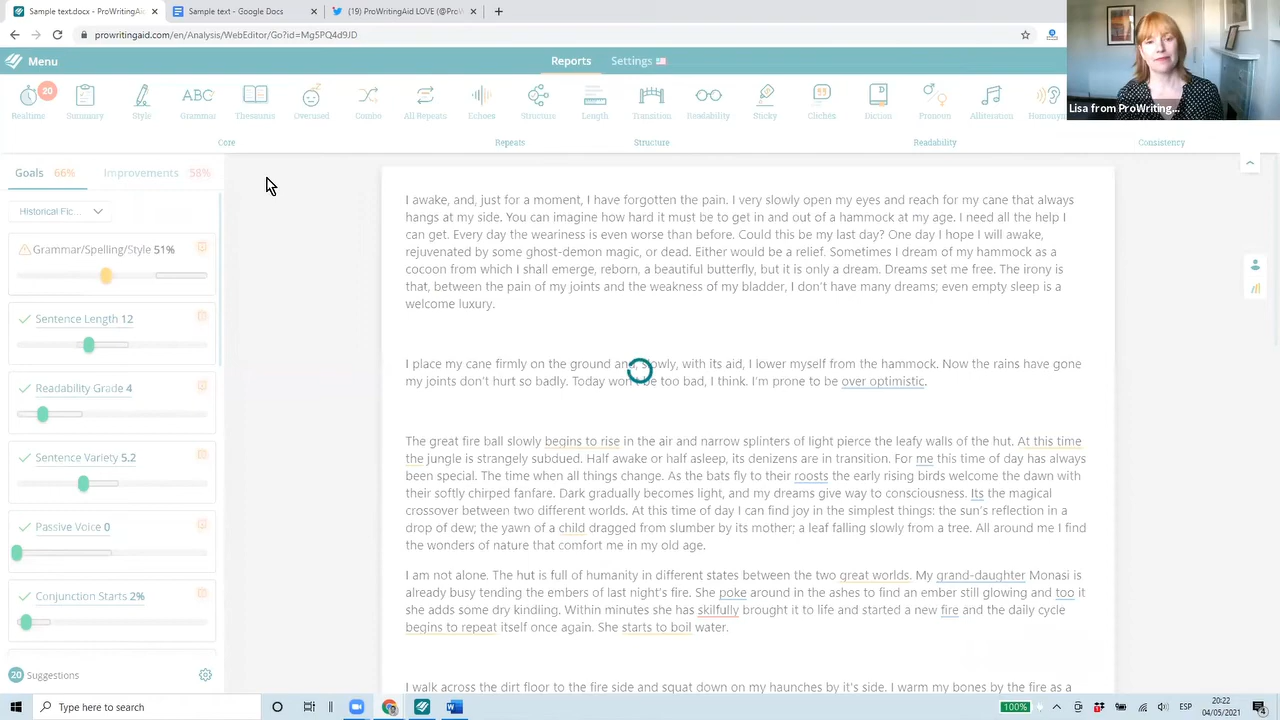 Sample text.docx - ProWritingAid
Sample text - Google Docs
(19) ProWritingAid LOVE (@ProW
prowritingaid.com/en/Analysis/WebEditor/Go?id=Mg5PQ4d9JD
Menu
Reports
Settings
20
ABC
Realtime
Summary
Style
Grammar
Thesaurus
Overused
Combo
All Repeats
Echoes
Structure
Length
Transition
Readability
Sticky
Clichés
Diction
Pronoun
Alliteration
Homonym
Lisa from ProWriting...
Core
Repeats
Structure
Readability
Consistency
Goals 66%
Improvements 58%
Historical Fic...
Grammar/Spelling/Style 51%
Sentence Length 12
Readability Grade 4
Sentence Variety 5.2
Passive Voice 0
Conjunction Starts 2%
20 Suggestions
I awake, and, just for a moment, I have forgotten the pain. I very slowly open my eyes and reach for my cane that always
hangs at my side. You can imagine how hard it must be to get in and out of a hammock at my age. I need all the help I
can get. Every day the weariness is even worse than before. Could this be my last day? One day I hope I will awake,
rejuvenated by some ghost-demon magic, or dead. Either would be a relief. Sometimes I dream of my hammock as a
cocoon from which I shall emerge, reborn, a beautiful butterfly, but it is only a dream. Dreams set me free. The irony is
that, between the pain of my joints and the weakness of my bladder, I don't have many dreams; even empty sleep is a
welcome luxury.
I place my cane firmly on the ground and, slowly, with its aid, I lower myself from the hammock. Now the rains have gone
my joints don't hurt so badly. Today won't be too bad, I think. I'm prone to be over optimistic.
The great fire ball slowly begins to rise in the air and narrow splinters of light pierce the leafy walls of the hut. At this time
the jungle is strangely subdued. Half awake or half asleep, its denizens are in transition. For me this time of day has always
been special. The time when all things change. As the bats fly to their roosts the early rising birds welcome the dawn with
their softly chirped fanfare. Dark gradually becomes light, and my dreams give way to consciousness. Its the magical
crossover between two different worlds. At this time of day I can find joy in the simplest things: the sun's reflection in a
drop of dew; the yawn of a child dragged from slumber by its mother; a leaf falling slowly from a tree. All around me I find
the wonders of nature that comfort me in my old age.
I am not alone. The hut is full of humanity in different states between the two great worlds. My grand-daughter Monasi is
already busy tending the embers of last night's fire. She poke around in the ashes to find an ember still glowing and too it
she adds some dry kindling. Within minutes she has skilfully brought it to life and started a new fire and the daily cycle
begins to repeat itself once again. She starts to boil water.
I walk across the dirt floor to the fire side and squat down on my haunches by it's side. I warm my bones by the fire as a
Type here to search
100%
ESP
20:22
04/05/2021